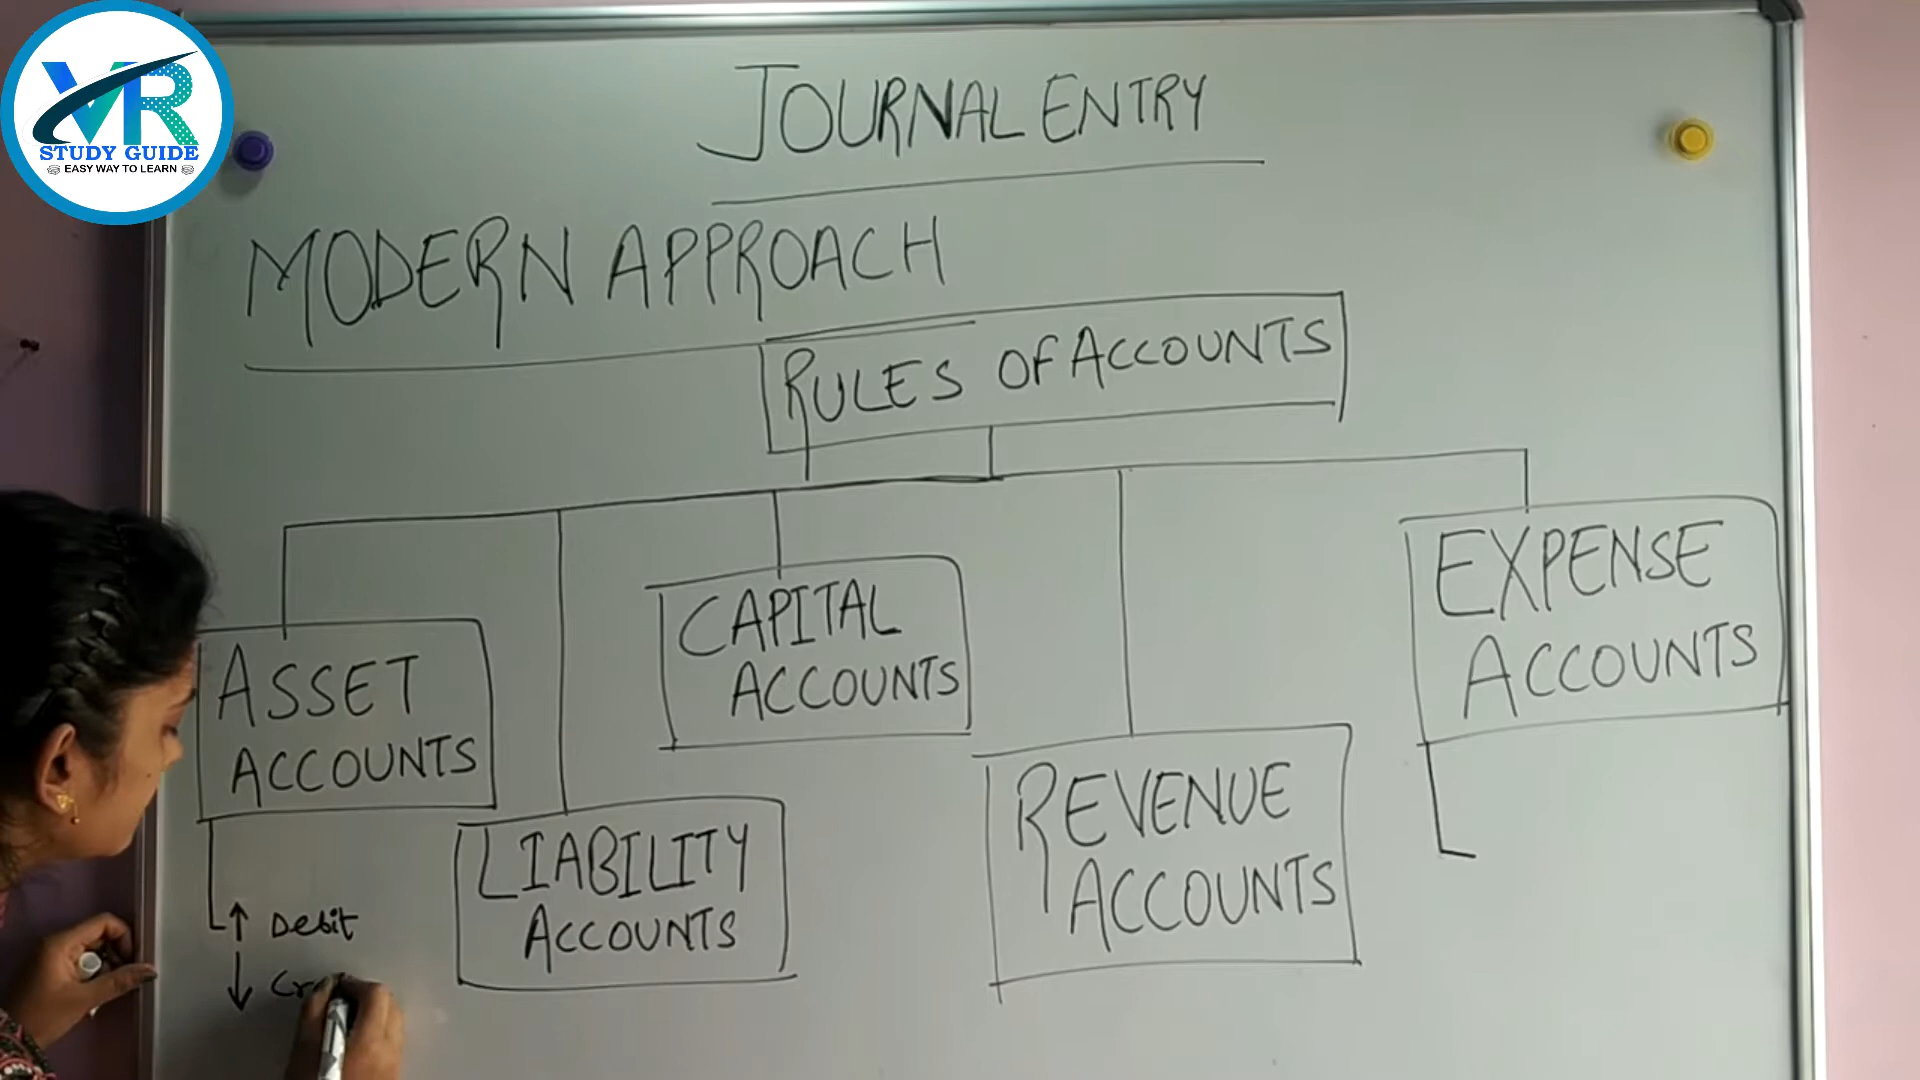 VR
STUDY GUIDE
EASY WAY TO LEARN
JOURNAL ENTRY
MODERN APPROACH
RULES OF ACCOUNTS
ASSET
ACCOUNTS
LIABILITY
ACCOUNTS
CAPITAL
ACCOUNTS
REVENUE
ACCOUNTS
EXPENSE
ACCOUNTS
↑ Debit
↓